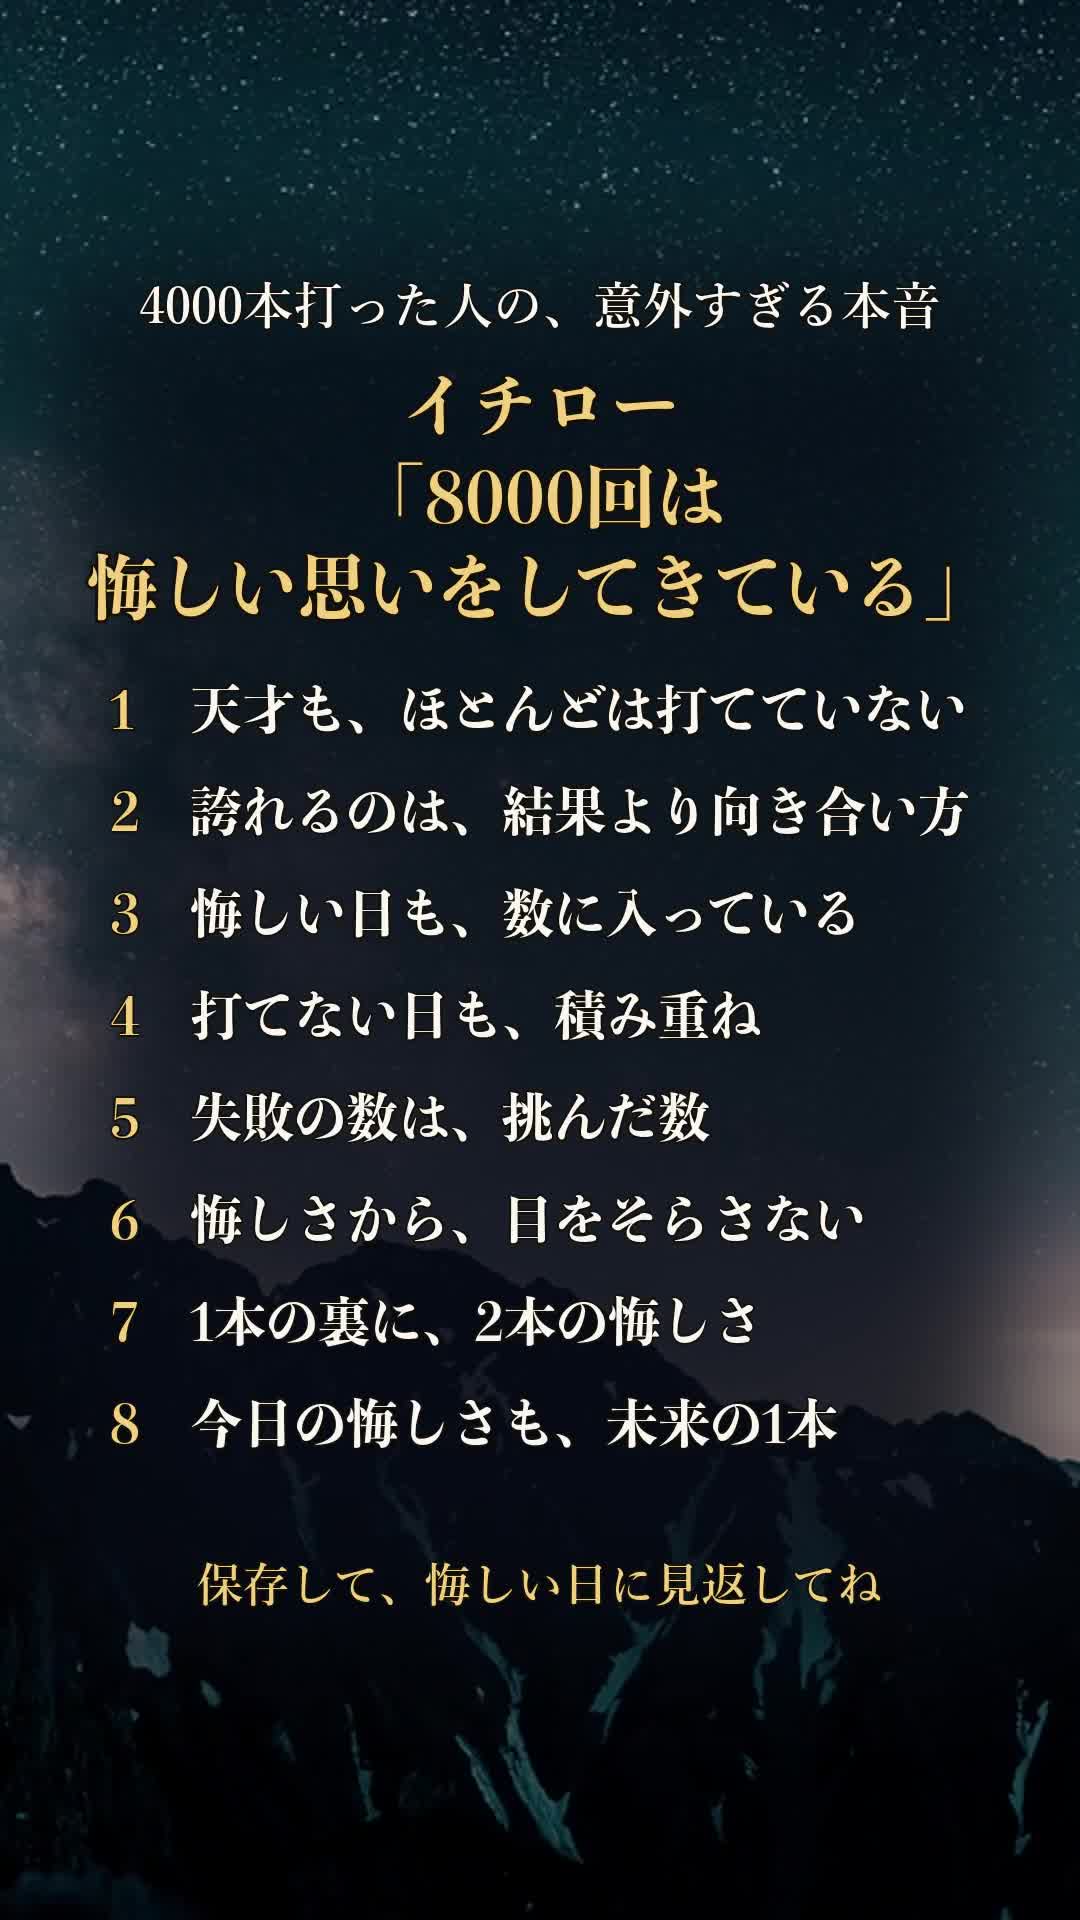 4000本打った人の、意外すぎる本音
イチロー
「8000回は
悔しい思いをしてきている」
1 天才も、ほとんどは打てていない
2 誇れるのは、結果より向き合い方
3 悔しい日も、数に入っている
4 打てない日も、積み重ね
5 失敗の数は、挑んだ数
6 悔しさから、目をそらさない
7 1本の裏に、2本の悔しさ
8 今日の悔しさも、未来の1本
保存して、悔しい日に見返してね